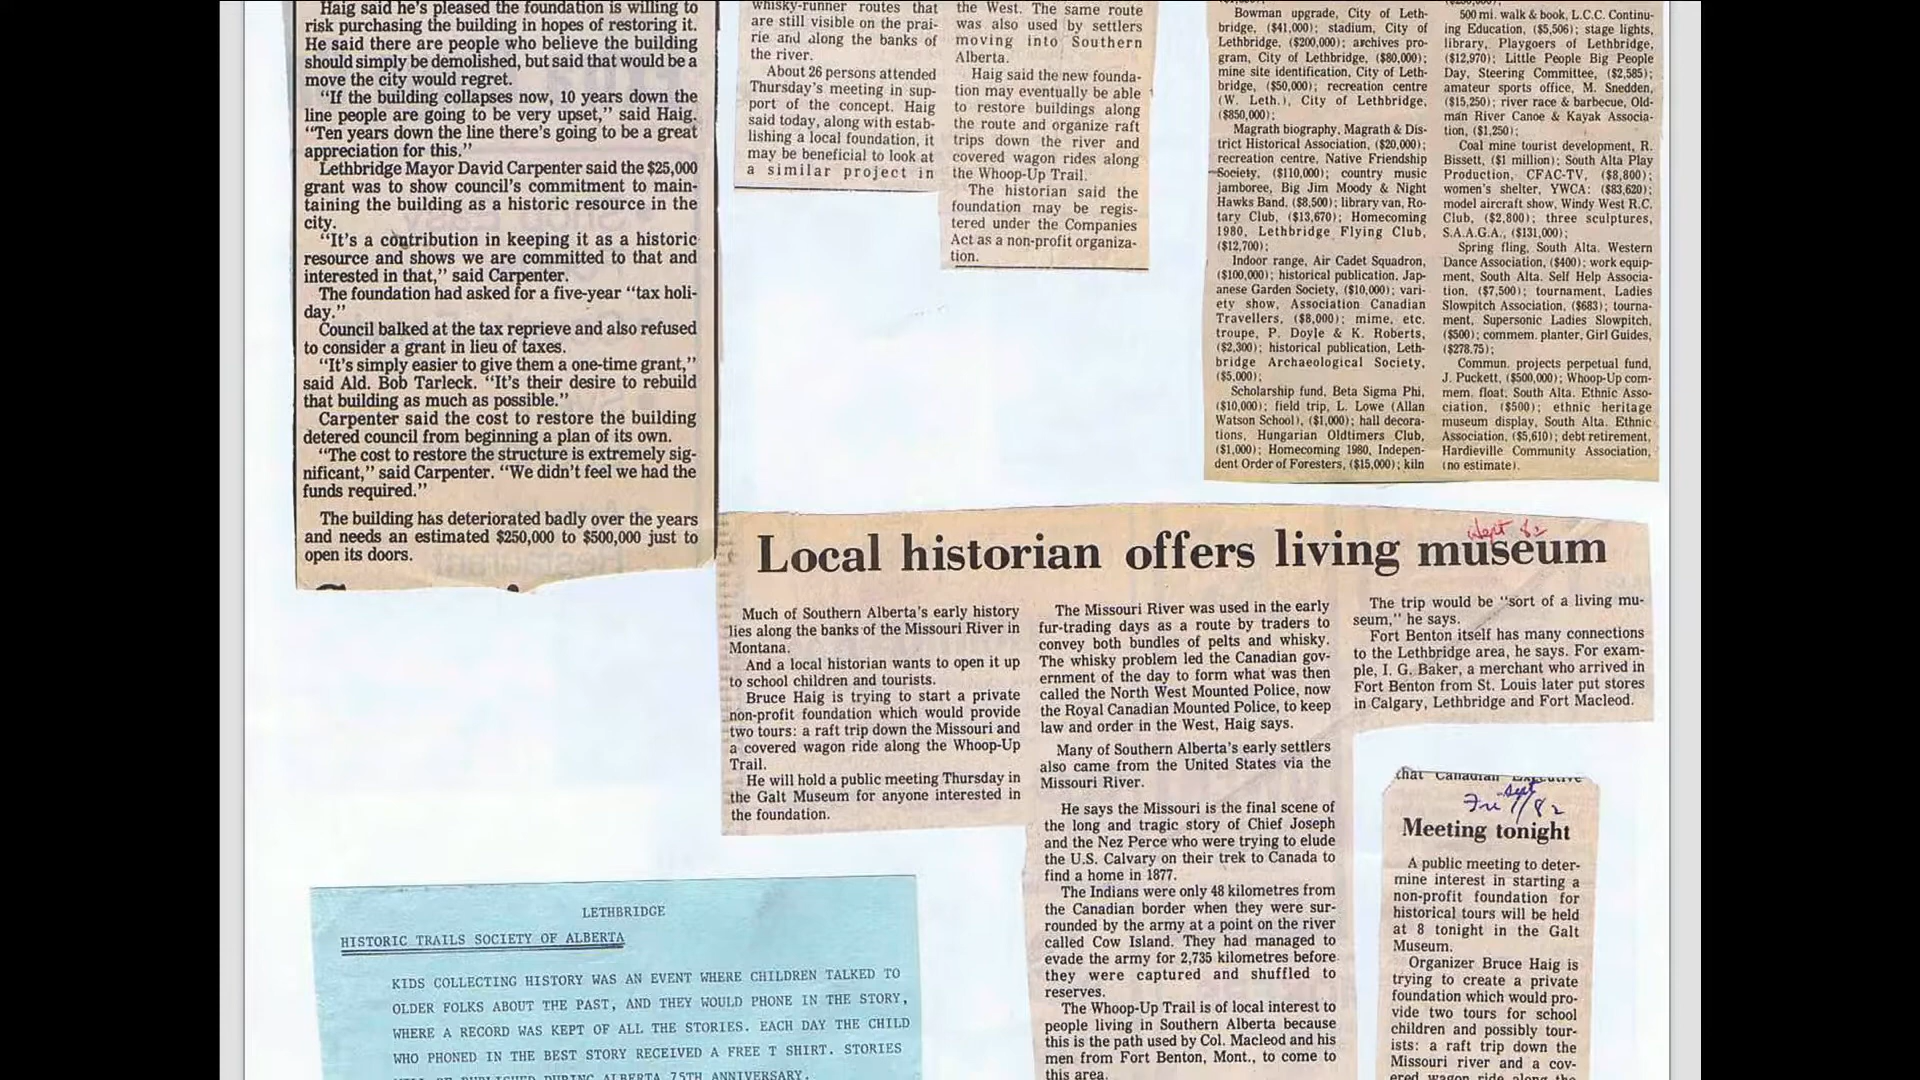 Haig said he's pleased the foundation is willing to
risk purchasing the building in hopes of restoring it.
He said there are people who believe the building
should simply be demolished, but said that would be a
move the city would regret.
“If the building collapses now, 10 years down the
line people are going to be very upset,” said Haig.
“Ten years down the line there's going to be a great
appreciation for this.”
Lethbridge Mayor David Carpenter said the $25,000
grant was to show council's commitment to main-
taining the building as a historic resource in the
city.
“It's a contribution in keeping it as a historic
resource and shows we are committed to that and
interested in that,” said Carpenter.
The foundation had asked for a five-year “tax holi-
day.”
Council balked at the tax reprieve and also refused
to consider a grant in lieu of taxes.
“It's simply easier to give them a one-time grant,”
said Ald. Bob Tarleck. “It's their desire to rebuild
that building as much as possible.”
Carpenter said the cost to restore the building
detered council from beginning a plan of its own.
“The cost to restore the structure is extremely sig-
nificant,” said Carpenter. “We didn't feel we had the
funds required.”
The building has deteriorated badly over the years
and needs an estimated $250,000 to $500,000 just to
open its doors.
whisky-runner routes that
are still visible on the prai-
rie and along the banks of
the river.
About 26 persons attended
Thursday's meeting in sup-
port of the concept. Haig
said today, along with estab-
lishing a local foundation, it
may be beneficial to look at
a similar project in
the West. The same route
was also used by settlers
moving into Southern
Alberta.
Haig said the new founda-
tion may eventually be able
to restore buildings along
the route and organize raft
trips down the river and
covered wagon rides along
the Whoop-Up Trail.
The historian said the
foundation may be regis-
tered under the Companies
Act as a non-profit organiza-
tion.
Bowman upgrade, City of Leth-
bridge, ($41,000); stadium, City of
Lethbridge, ($200,000); archives pro-
gram, City of Lethbridge, ($80,000);
mine site identification, City of Leth-
bridge, ($50,000); recreation centre
(W. Leth.), City of Lethbridge,
($850,000);
Magrath biography, Magrath & Dis-
trict Historical Association, ($20,000);
recreation centre, Native Friendship
Society, ($110,000); country music
jamboree, Big Jim Moody & Night
Hawks Band, ($8,500); library van, Ro-
tary Club, ($13,670); Homecoming
1980, Lethbridge Flying Club,
($12,700);
Indoor range, Air Cadet Squadron,
($100,000); historical publication, Jap-
anese Garden Society, ($10,000); vari-
ety show, Association Canadian
Travellers, ($8,000); mime, etc.
troupe, P. Doyle & K. Roberts,
($2,300); historical publication, Leth-
bridge Archaeological Society,
($5,000);
Scholarship fund, Beta Sigma Phi,
($10,000); field trip, L. Lowe (Allan
Watson School), ($1,000); hall decora-
tions, Hungarian Oldtimers Club,
($1,000); Homecoming 1980, Indepen-
dent Order of Foresters, ($15,000); kiln
500 mi. walk & book, L.C.C. Continu-
ing Education, ($5,506); stage lights,
library, Playgoers of Lethbridge,
($12,970); Little People Big People
Day, Steering Committee, ($2,585);
amateur sports office, M. Snedden,
($15,250); river race & barbecue, Old-
man River Canoe & Kayak Associa-
tion, ($1,250);
Coal mine tourist development, R.
Bissett, ($1 million); South Alta Play
Production, CFAC-TV, ($8,800);
women's shelter, YWCA: ($83,620);
model aircraft show, Windy West R.C.
Club, ($2,800); three sculptures,
S.A.A.G.A., ($131,000);
Spring fling, South Alta. Western
Dance Association, ($400); work equip-
ment, South Alta. Self Help Associa-
tion, ($7,500); tournament, Ladies
Slowpitch Association, ($683); tourna-
ment, Supersonic Ladies Slowpitch,
($500); commem. planter, Girl Guides,
($278.75);
Commun. projects perpetual fund,
J. Puckett, ($500,000); Whoop-Up com-
mem. float, South Alta. Ethnic Asso-
ciation, ($500); ethnic heritage
museum display, South Alta. Ethnic
Association, ($5,610); debt retirement,
Hardieville Community Association,
(no estimate).
Sept 82
Local historian offers living museum
Much of Southern Alberta's early history
lies along the banks of the Missouri River in
Montana.
And a local historian wants to open it up
to school children and tourists.
Bruce Haig is trying to start a private
non-profit foundation which would provide
two tours: a raft trip down the Missouri and
a covered wagon ride along the Whoop-Up
Trail.
He will hold a public meeting Thursday in
the Galt Museum for anyone interested in
the foundation.
The Missouri River was used in the early
fur-trading days as a route by traders to
convey both bundles of pelts and whisky.
The whisky problem led the Canadian gov-
ernment of the day to form what was then
called the North West Mounted Police, now
the Royal Canadian Mounted Police, to keep
law and order in the West, Haig says.
Many of Southern Alberta's early settlers
also came from the United States via the
Missouri River.
He says the Missouri is the final scene of
the long and tragic story of Chief Joseph
and the Nez Perce who were trying to elude
the U.S. Calvary on their trek to Canada to
find a home in 1877.
The Indians were only 48 kilometres from
the Canadian border when they were sur-
rounded by the army at a point on the river
called Cow Island. They had managed to
evade the army for 2,735 kilometres before
they were captured and shuffled to
reserves.
The Whoop-Up Trail is of local interest to
people living in Southern Alberta because
this is the path used by Col. Macleod and his
men from Fort Benton, Mont., to come to
this area.
The trip would be “sort of a living mu-
seum,” he says.
Fort Benton itself has many connections
to the Lethbridge area, he says. For exam-
ple, I. G. Baker, a merchant who arrived in
Fort Benton from St. Louis later put stores
in Calgary, Lethbridge and Fort Macleod.
that Canadian Executive
Fri Sept /82
Meeting tonight
A public meeting to deter-
mine interest in starting a
non-profit foundation for
historical tours will be held
at 8 tonight in the Galt
Museum.
Organizer Bruce Haig is
trying to create a private
foundation which would pro-
vide two tours for school
children and possibly tour-
ists: a raft trip down the
Missouri river and a cov-
ered wagon ride along the
LETHBRIDGE
HISTORIC TRAILS SOCIETY OF ALBERTA
KIDS COLLECTING HISTORY WAS AN EVENT WHERE CHILDREN TALKED TO
OLDER FOLKS ABOUT THE PAST, AND THEY WOULD PHONE IN THE STORY,
WHERE A RECORD WAS KEPT OF ALL THE STORIES. EACH DAY THE CHILD
WHO PHONED IN THE BEST STORY RECEIVED A FREE T SHIRT. STORIES
WILL BE PUBLISHED DURING ALBERTA 75TH ANNIVERSARY.